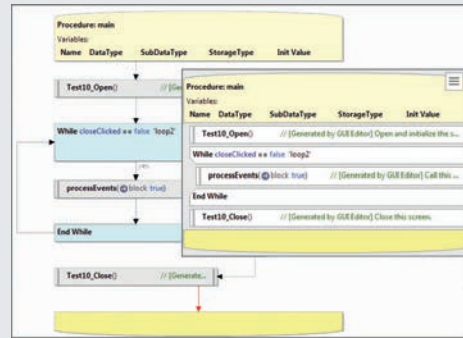 Procedure: main
Variables:
Name DataType SubDataType StorageType Init Value
Test10_Open() // [Ge
While closeClicked == false 'loop2'
yes
processEvents( block true)
End While
Test10_Close() // [Generate...
Procedure: main
Variables:
Name DataType SubDataType StorageType Init Value
Test10_Open() // [Generated by GUI Editor] Open and initialize the s...
While closeClicked == false 'loop2'
processEvents( block true) // [Generated by GUI Editor] Call this ...
End While
Test10_Close() // [Generated by GUI Editor] Close this screen.